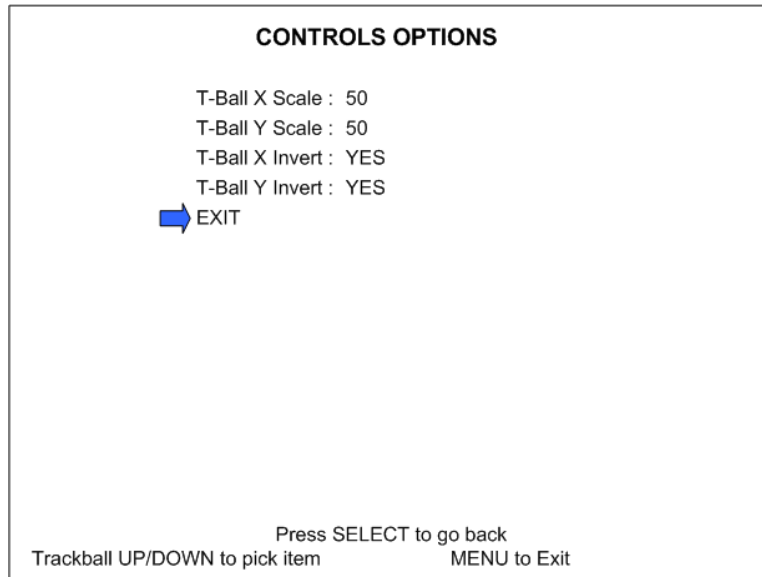 CONTROLS OPTIONS
T-Ball X Scale : 50
T-Ball Y Scale : 50
T-Ball X Invert : YES
T-Ball Y Invert : YES
EXIT
Press SELECT to go back
Trackball UP/DOWN to pick item MENU to Exit